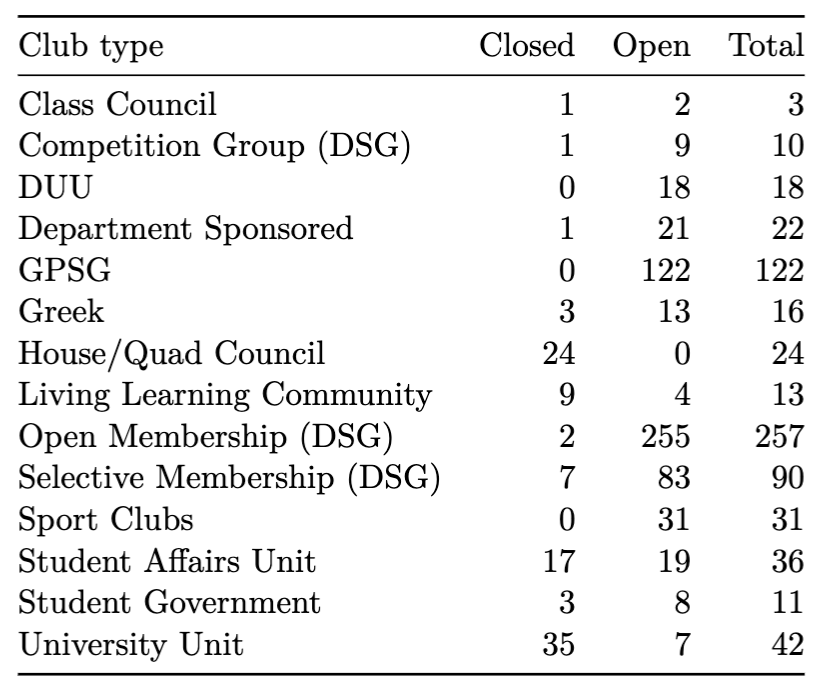 Club type Closed Open Total
Class Council 1 2 3
Competition Group (DSG) 1 9 10
DUU 0 18 18
Department Sponsored 1 21 22
GPSG 0 122 122
Greek 3 13 16
House/Quad Council 24 0 24
Living Learning Community 9 4 13
Open Membership (DSG) 2 255 257
Selective Membership (DSG) 7 83 90
Sport Clubs 0 31 31
Student Affairs Unit 17 19 36
Student Government 3 8 11
University Unit 35 7 42